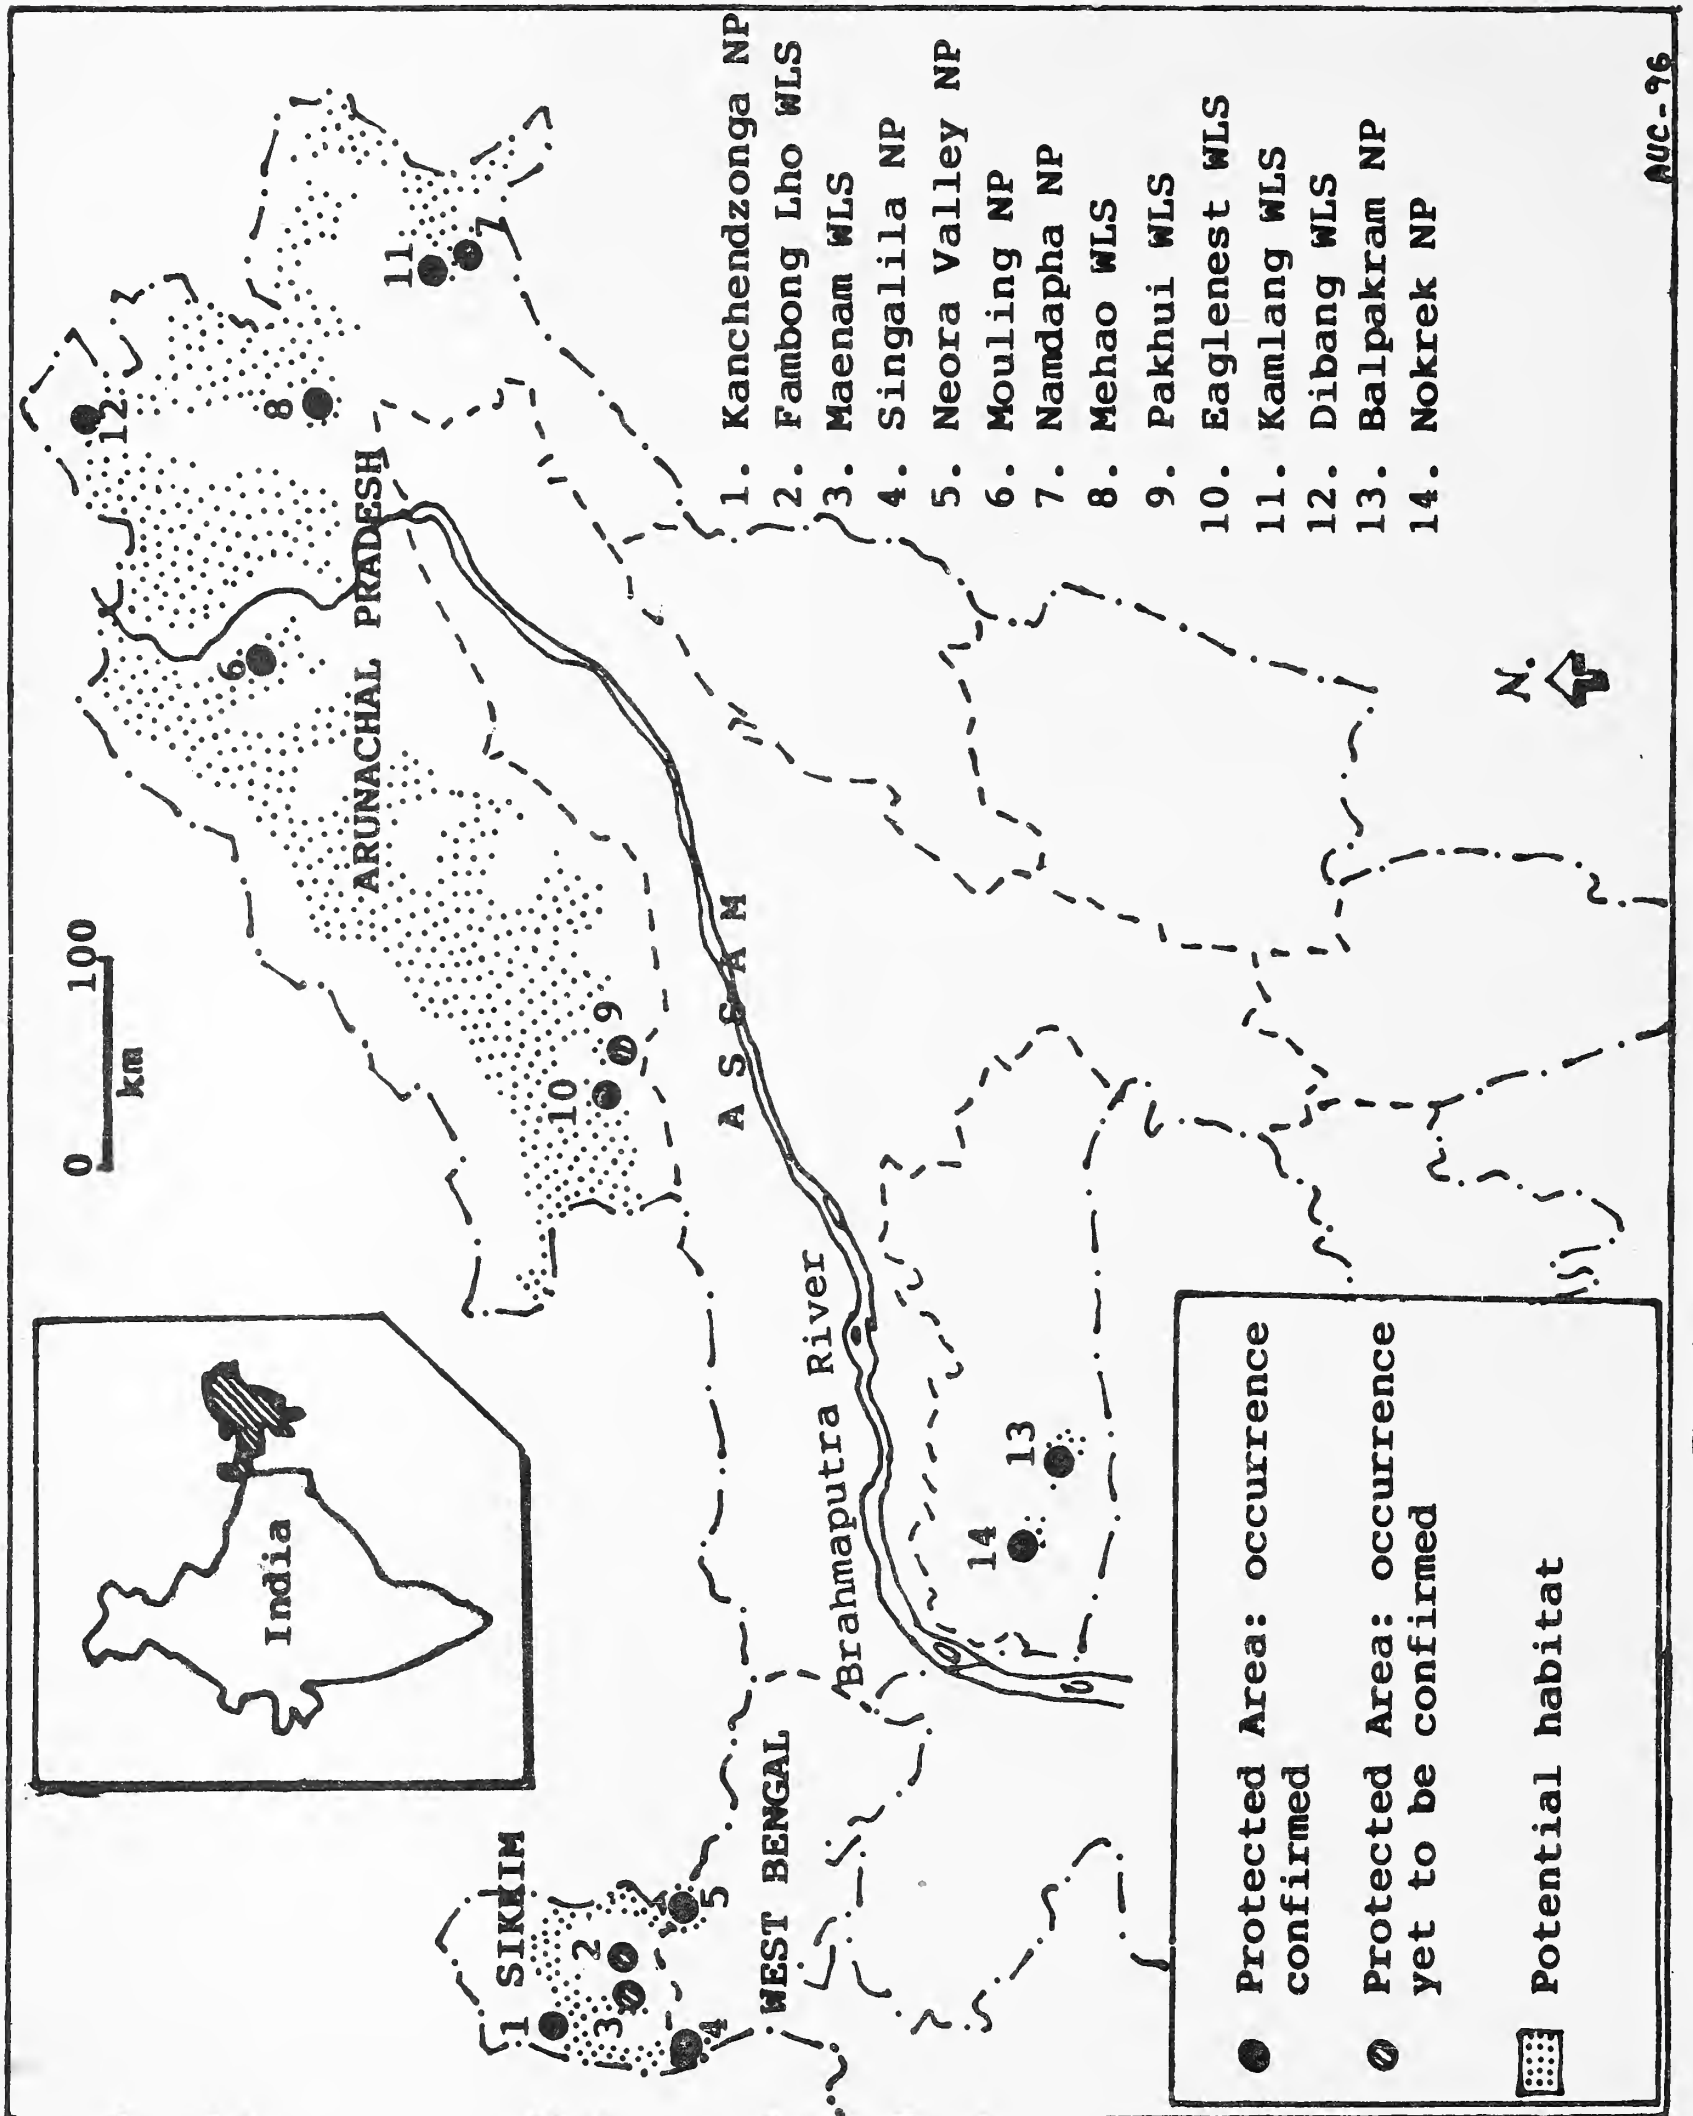 0 100
km
India
SIKKIM
WEST BENGAL
ARUNACHAL PRADESH
A S S A M
Brahmaputra River
1
2
3
4
5
6
7
8
9
10
11
12
13
14
N.
1. Kanchendzonga NP
2. Fambong Lho WLS
3. Maenam WLS
4. Singalila NP
5. Neora Valley NP
6. Mouling NP
7. Namdapha NP
8. Mehao WLS
9. Pakhui WLS
10. Eaglenest WLS
11. Kamlang WLS
12. Dibang WLS
13. Balpakram NP
14. Nokrek NP
Protected Area: occurrence
confirmed
Protected Area: occurrence
yet to be confirmed
Potential habitat
AUC-96